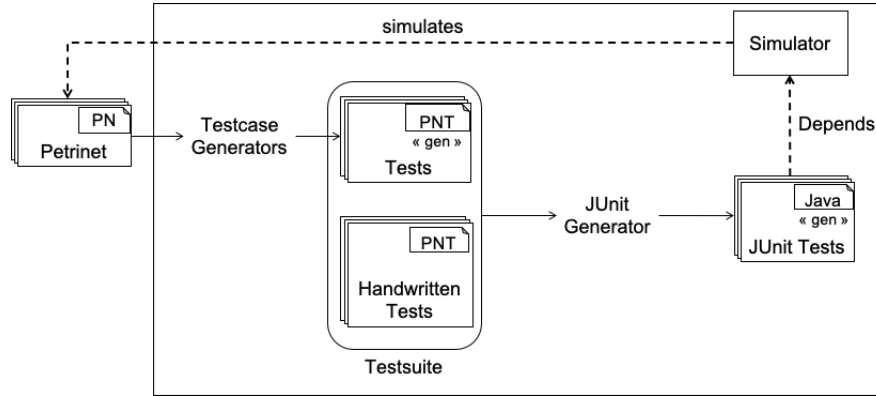 simulates
Simulator
PN
Petrinet
Testcase
Generators
PNT
« gen »
Tests
Depends
JUnit
Generator
Java
« gen »
JUnit Tests
PNT
Handwritten
Tests
Testsuite